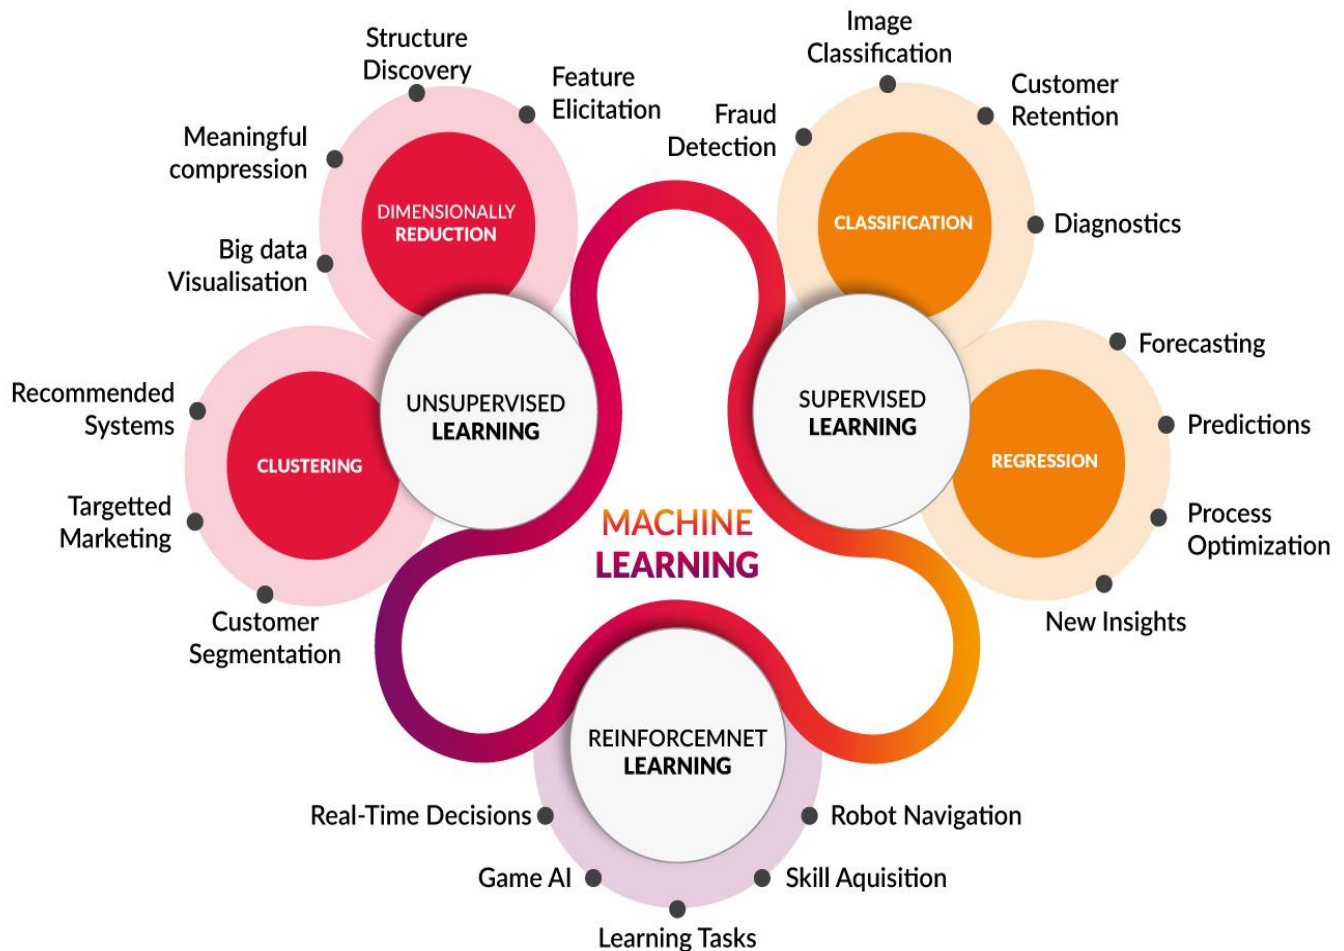 Structure
Discovery
Feature
Elicitation
Meaningful
compression
DIMENSIONALLY
REDUCTION
Big data
Visualisation
Recommended
Systems
CLUSTERING
Targetted
Marketing
Customer
Segmentation
UNSUPERVISED
LEARNING
Image
Classification
Customer
Retention
Fraud
Detection
CLASSIFICATION
Diagnostics
SUPERVISED
LEARNING
Forecasting
Predictions
REGRESSION
Process
Optimization
New Insights
MACHINE
LEARNING
REINFORCEMNET
LEARNING
Real-Time Decisions
Robot Navigation
Game AI
Skill Aquisition
Learning Tasks